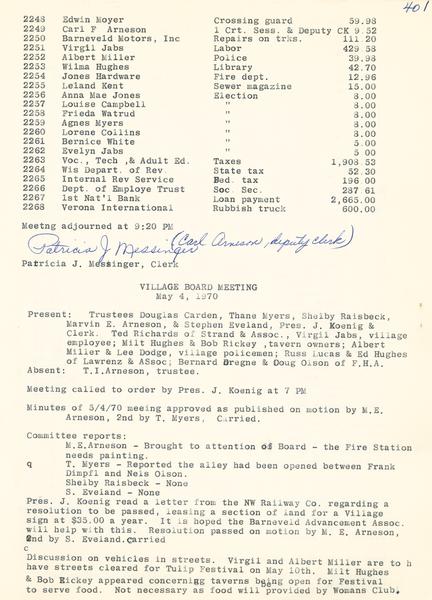 401
2248 Edwin Moyer Crossing guard 59.98
2249 Carl F Arneson 1 Crt. Sess. & Deputy CK 9.52
2250 Barneveld Motors, Inc Repairs on trks. 111.20
2251 Virgil Jabs Labor 429.58
2252 Albert Miller Police 39.98
2253 Wilma Hughs Library 42.70
2254 Jones Hardware Fire dept. 12.96
2255 Leland Kent Sewer magazine 15.00
2256 Anna Mae Jones Election 8.00
2257 Louise Campbell " 8.00
2258 Frieda Watrud " 8.00
2259 Agnes Myers " 8.00
2260 Lorene Collins " 8.00
2261 Bernice White " 5.00
2262 Evelyn Jabs " 5.00
2263 Voc., Tech ,& Adult Ed. Taxes 1,908.53
2264 Wis Depart. of Rev. State tax 52.30
2265 Internal Rev Service Bed. tax 196 00
2266 Dept. of Employe Trust Soc Sec. 287 61
2267 1st Nat'l Bank Loan payment 2,665.00
2268 Verona International Rubbish truck 600.00
Meetng adjourned at 9:20 PM
Patricia J Messinger (Carl Arneson, deputy clerk)
Patricia J. Messinger, Clerk
VILLAGE BOARD MEETING
May 4, 1970
Present: Trustees Douglas Carden, Thane Myers, Shelby Raisbeck,
Marvin E. Arneson, & Stephen Eveland, Pres. J. Koenig &
Clerk. Ted Richards of Strand & Assoc., Virgil Jabs, village
employee; Milt Hughs & Bob Rickey ,tavern owners; Albert
Miller & Lee Dodge, village policemen; Russ Lucas & Ed Hughes
of Lawrenz & ASsoc; Bernard Dregne & Doug Olson of F.H.A.
Absent: T.I.Arneson, trustee.
Meeting called to order by Pres. J. Koenig at 7 PM
Minutes of 5/4/70 meeing approved as published on motion by M.E.
Arneson, 2nd by T. Myers, Carried.
Committee reports:
M.E.Arneson - Brought to attention of Board - the Fire Station
needs painting.
q T. Myers - Reported the alley had been opened between Frank
Dimpfl and Nels Olson.
Shelby Raisbeck - None
S. Eveland - None
Pres. J. Koenig read a letter from the NW Railway Co. regarding a
resolution to be passed, leasing a section of land for a Village
sign at $35.00 a year. It is hoped the Barneveld Advancement Assoc.
will help with this. Resolution passed on motion by M. E. Arneson,
2nd by S. Eveland.carried
c
Discussion on vehicles in streets. Virgil and Albert Miller are to h
have streets cleared for Tulip Festival on May 10th. Milt Hughs
& Bob Rickey appeared concernig taverns being open for Festival
to serve food. Not necessary as food will provided by Womans Club.
be